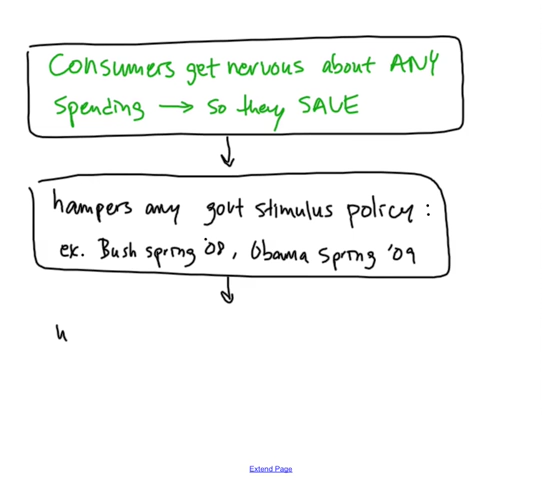 Consumers get nervous about ANY
spending → so they SAVE
hampers any govt stimulus policy:
ex. Bush spring '08, Obama Spring '09
h
Extend Page